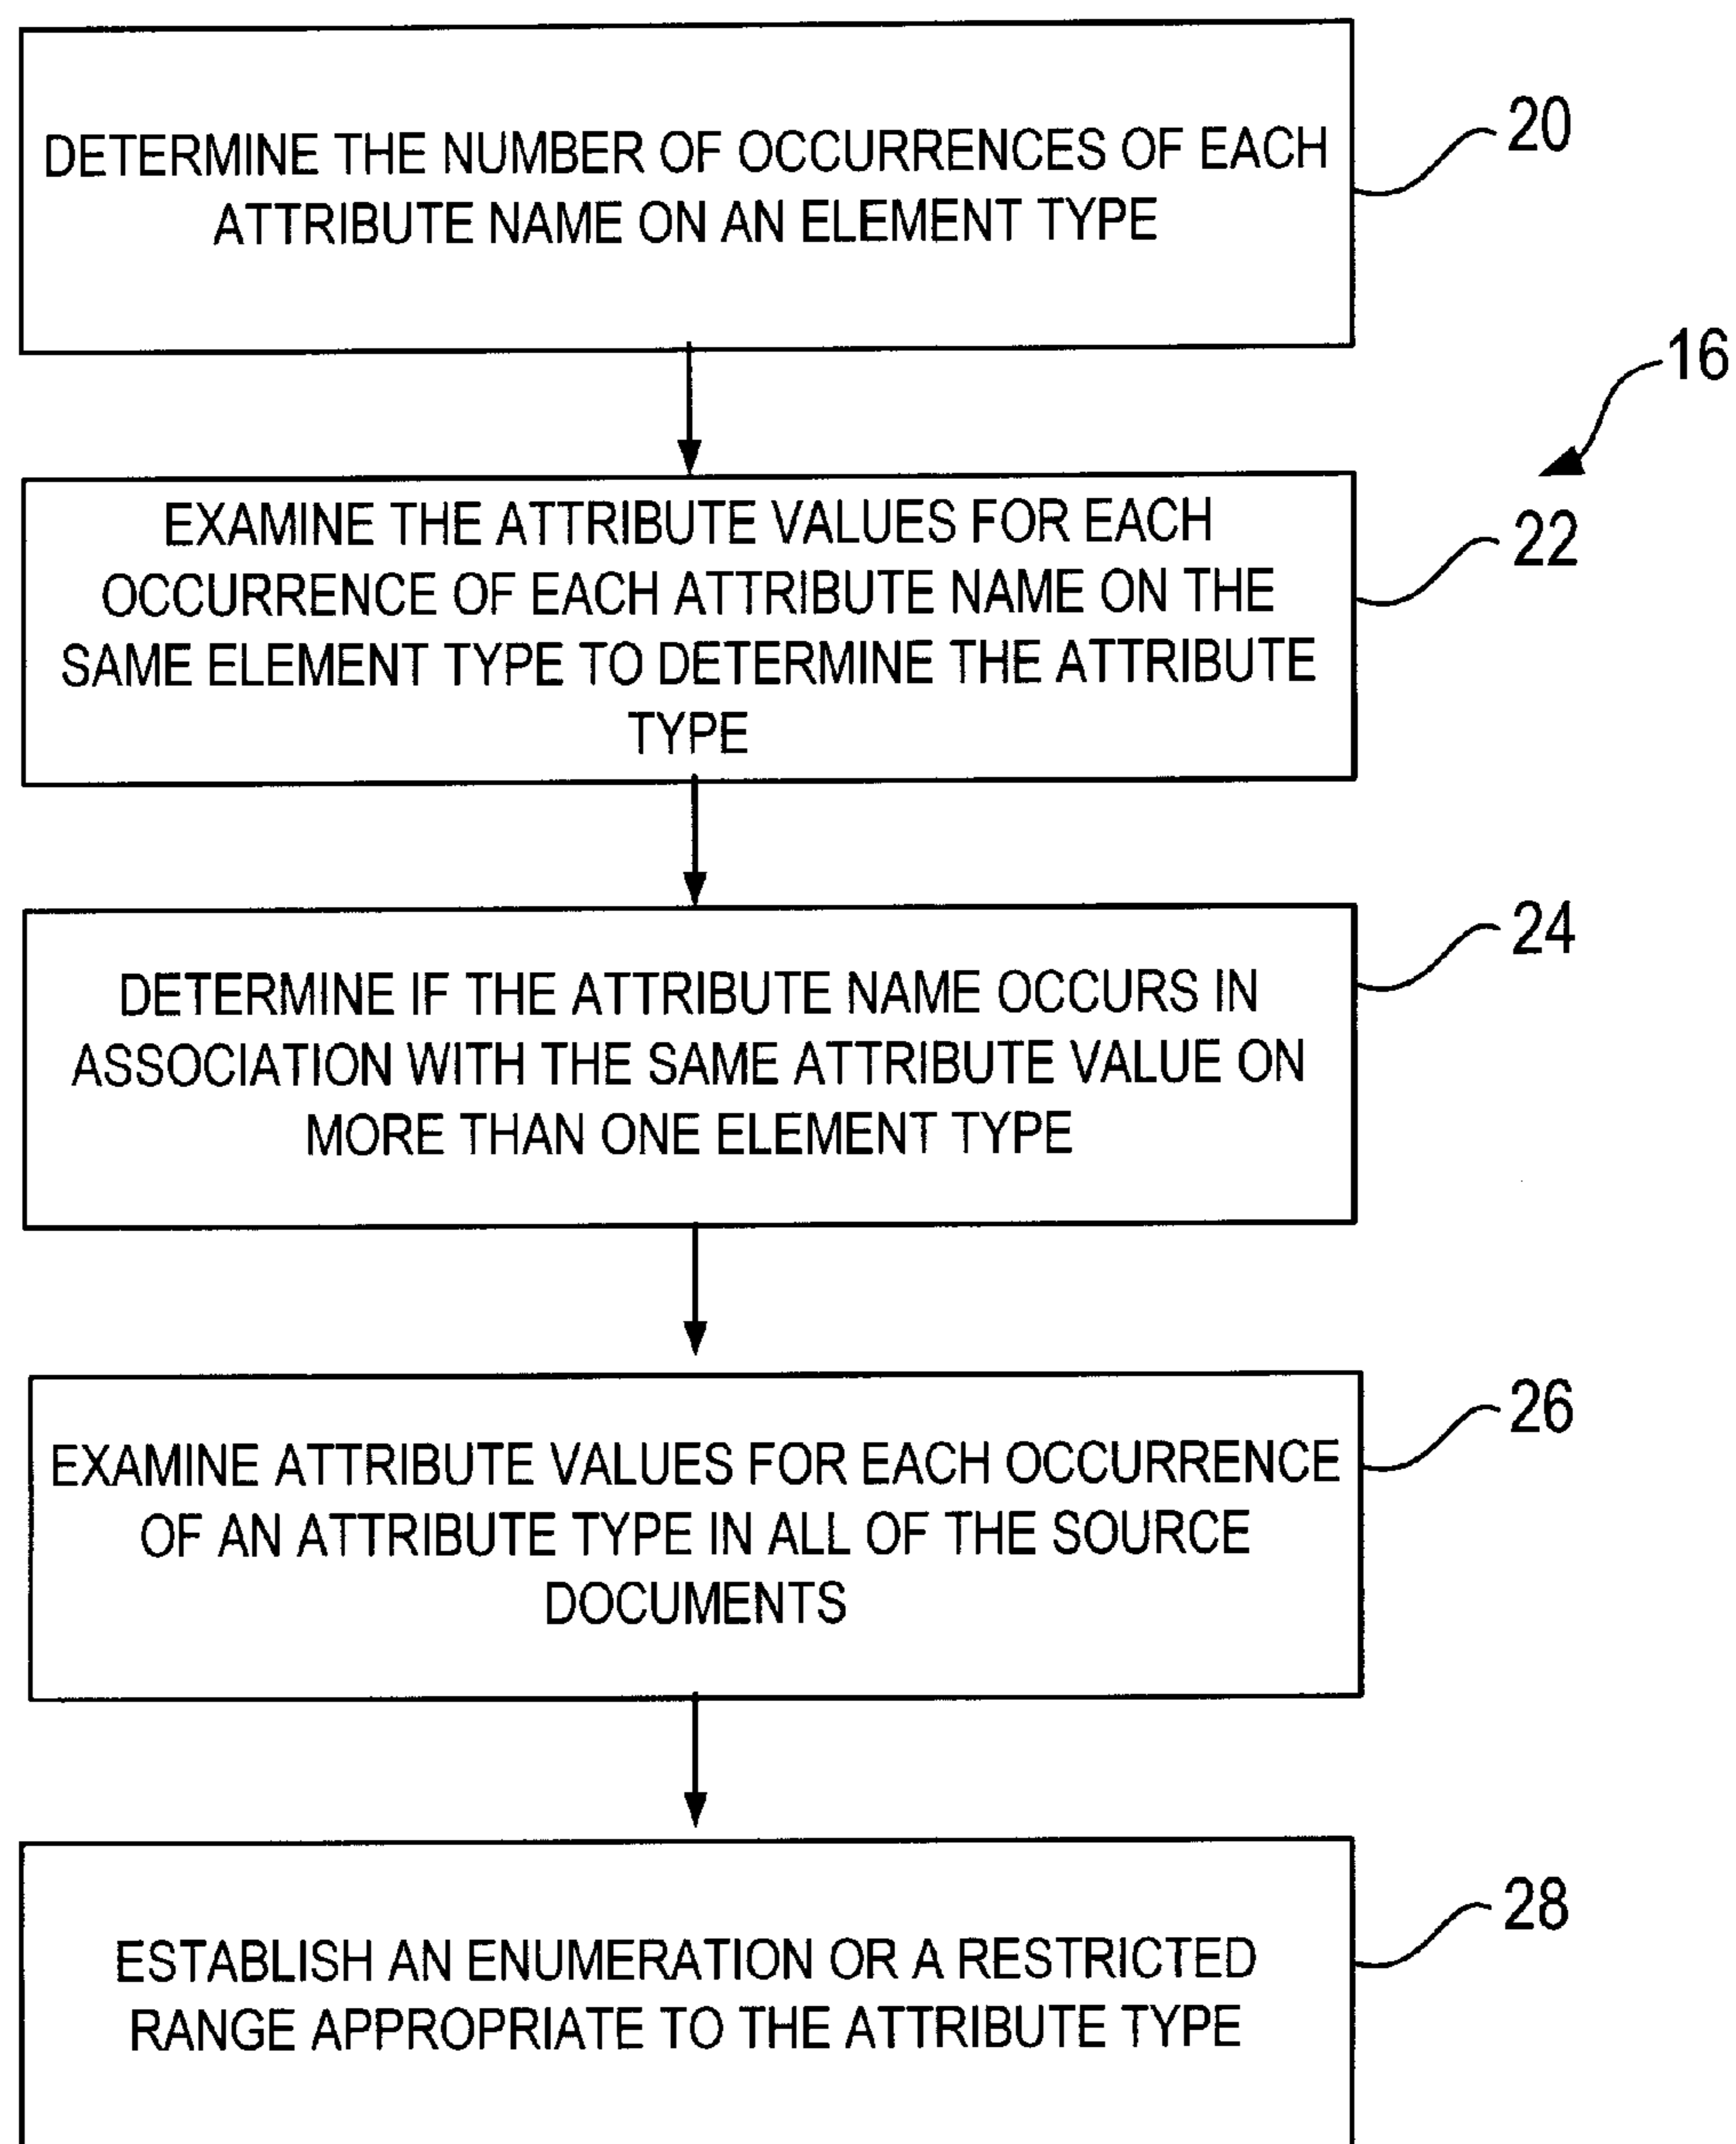 DETERMINE THE NUMBER OF OCCURRENCES OF EACH
ATTRIBUTE NAME ON AN ELEMENT TYPE
20
16
EXAMINE THE ATTRIBUTE VALUES FOR EACH
OCCURRENCE OF EACH ATTRIBUTE NAME ON THE
SAME ELEMENT TYPE TO DETERMINE THE ATTRIBUTE
TYPE
22
DETERMINE IF THE ATTRIBUTE NAME OCCURS IN
ASSOCIATION WITH THE SAME ATTRIBUTE VALUE ON
MORE THAN ONE ELEMENT TYPE
24
EXAMINE ATTRIBUTE VALUES FOR EACH OCCURRENCE
OF AN ATTRIBUTE TYPE IN ALL OF THE SOURCE
DOCUMENTS
26
ESTABLISH AN ENUMERATION OR A RESTRICTED
RANGE APPROPRIATE TO THE ATTRIBUTE TYPE
28